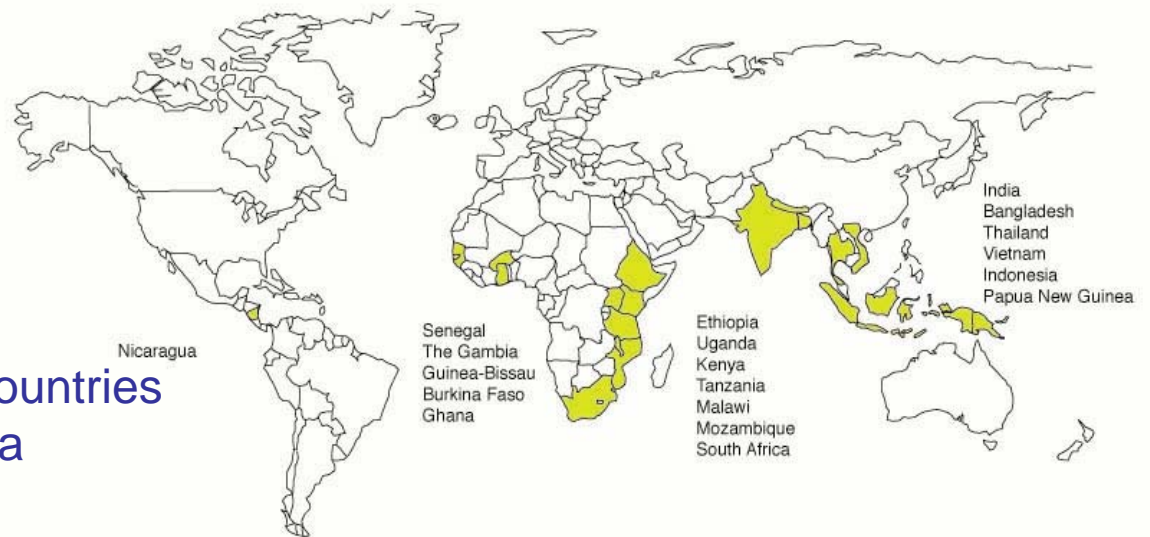 Nicaragua
ountries
a
Senegal
The Gambia
Guinea-Bissau
Burkina Faso
Ghana
Ethiopia
Uganda
Kenya
Tanzania
Malawi
Mozambique
South Africa
India
Bangladesh
Thailand
Vietnam
Indonesia
Papua New Guinea